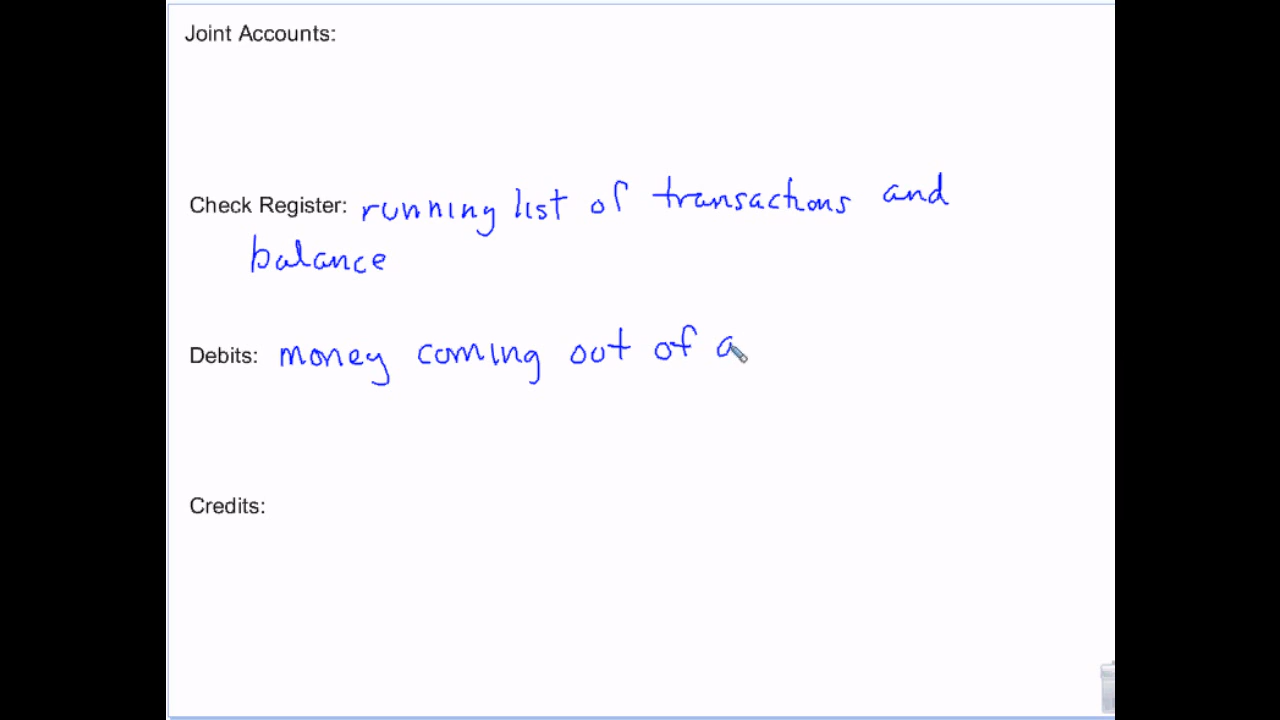 Joint Accounts:
Check Register: running list of transactions and
balance
Debits: money coming out of a
Credits: